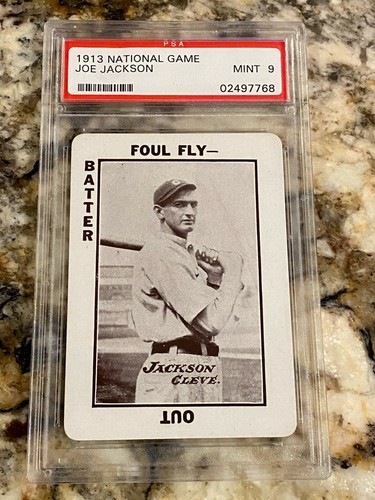 PSA
1913 NATIONAL GAME
JOE JACKSON
MINT 9
02497768
FOUL FLY—
BATTER
JACKSON
CLEVE.
OUT